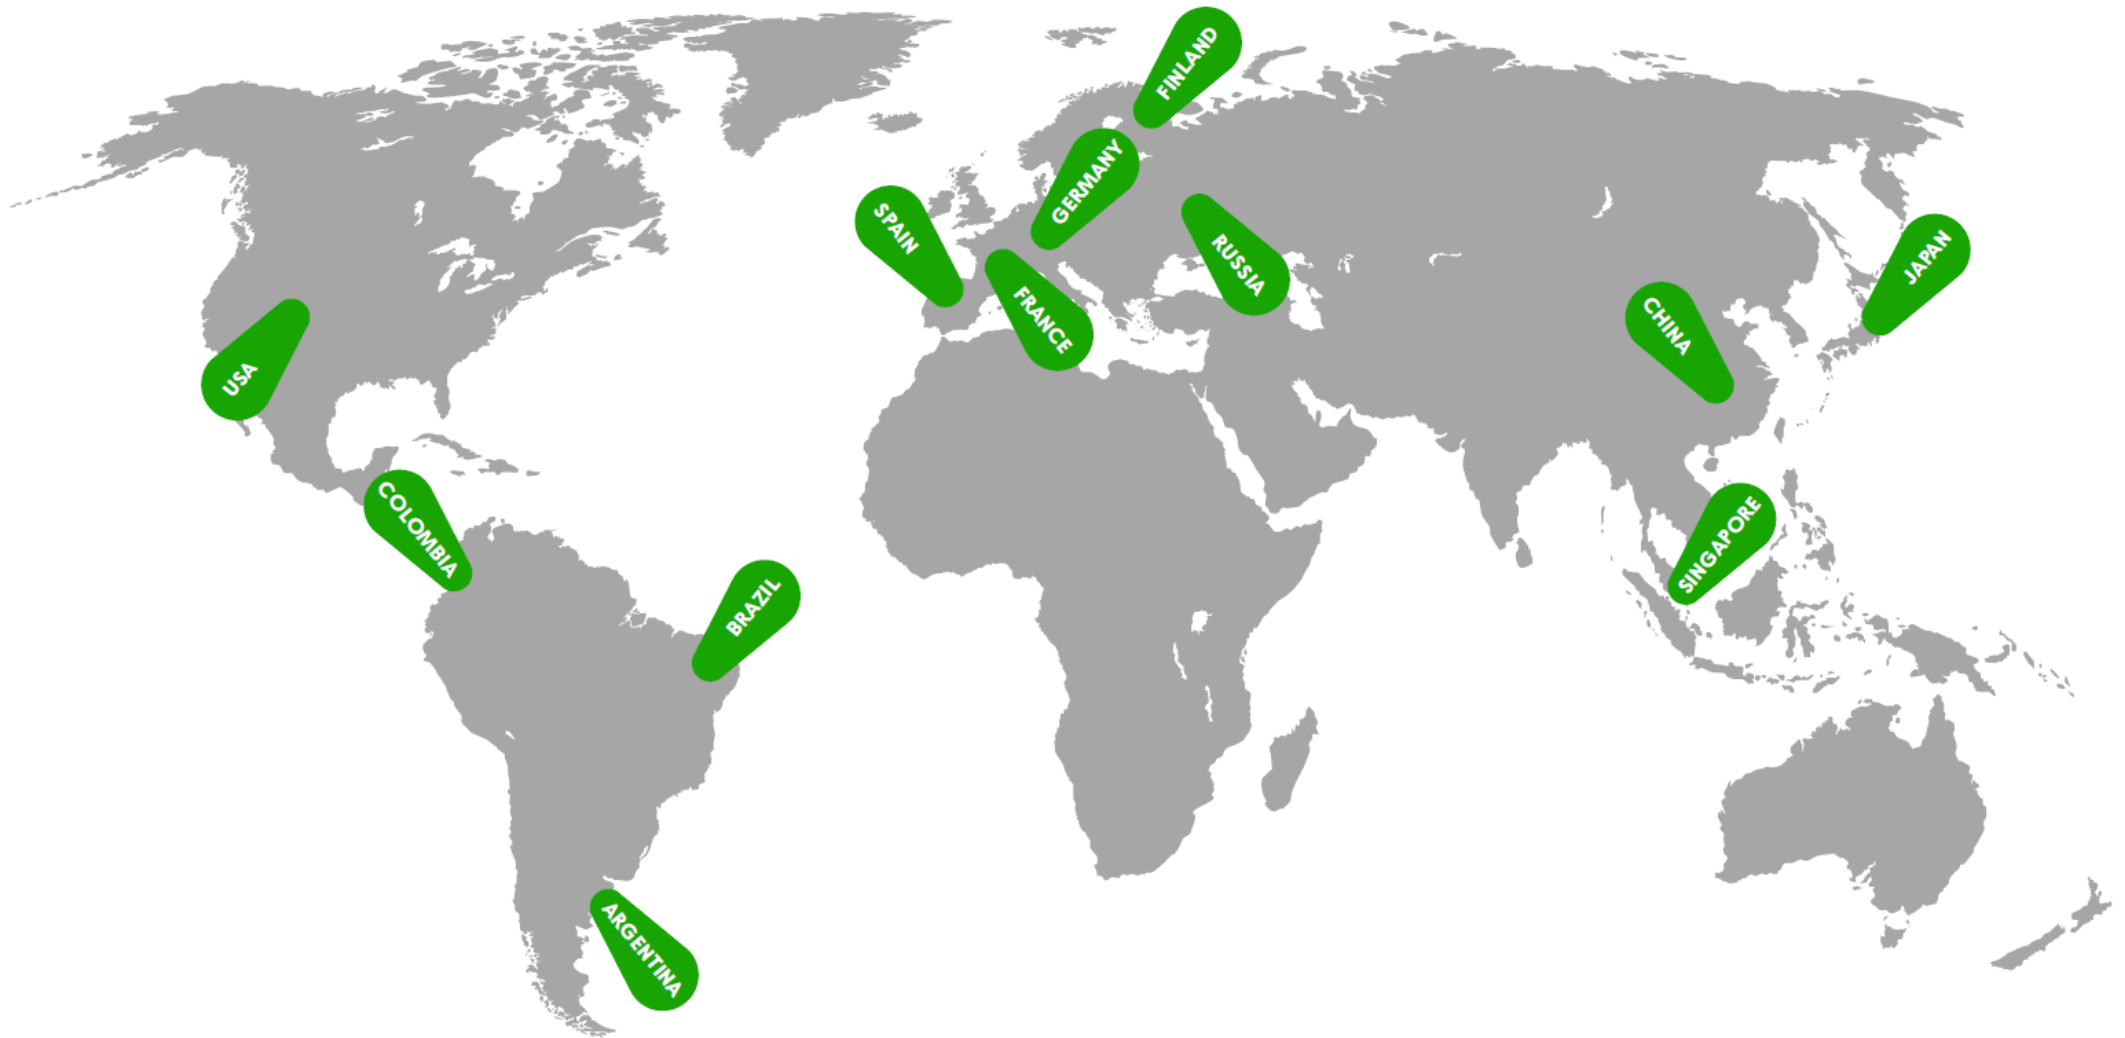 FINLAND
GERMANY
SPAIN
RUSSIA
JAPAN
FRANCE
CHINA
USA
COLOMBIA
SINGAPORE
BRAZIL
ARGENTINA